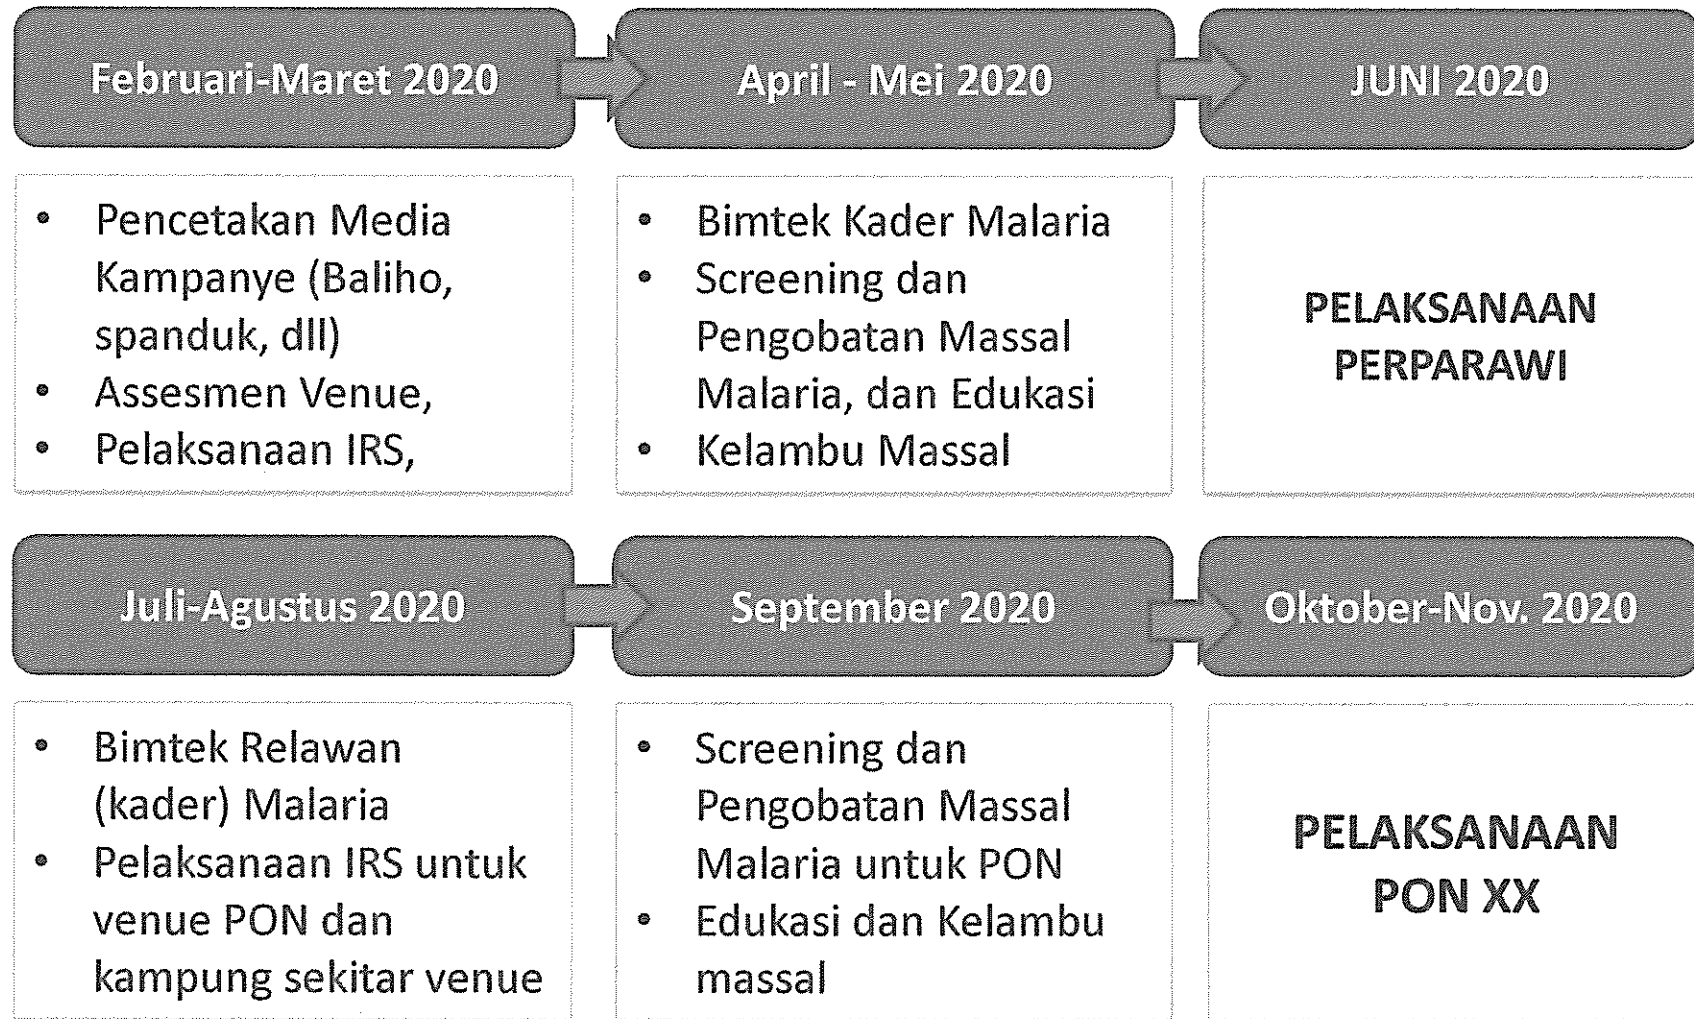 Februari-Maret 2020
April - Mei 2020
JUNI 2020
• Pencetakan Media
Kampanye (Baliho,
spanduk, dll)
• Assesmen Venue,
• Pelaksanaan IRS,
• Bimtek Kader Malaria
• Screening dan
Pengobatan Massal
Malaria, dan Edukasi
• Kelambu Massal
PELAKSANAAN
PERPARAWI
Juli-Agustus 2020
September 2020
Oktober-Nov. 2020
• Bimtek Relawan
(kader) Malaria
• Pelaksanaan IRS untuk
venue PON dan
kampung sekitar venue
• Screening dan
Pengobatan Massal
Malaria untuk PON
• Edukasi dan Kelambu
massal
PELAKSANAAN
PON XX